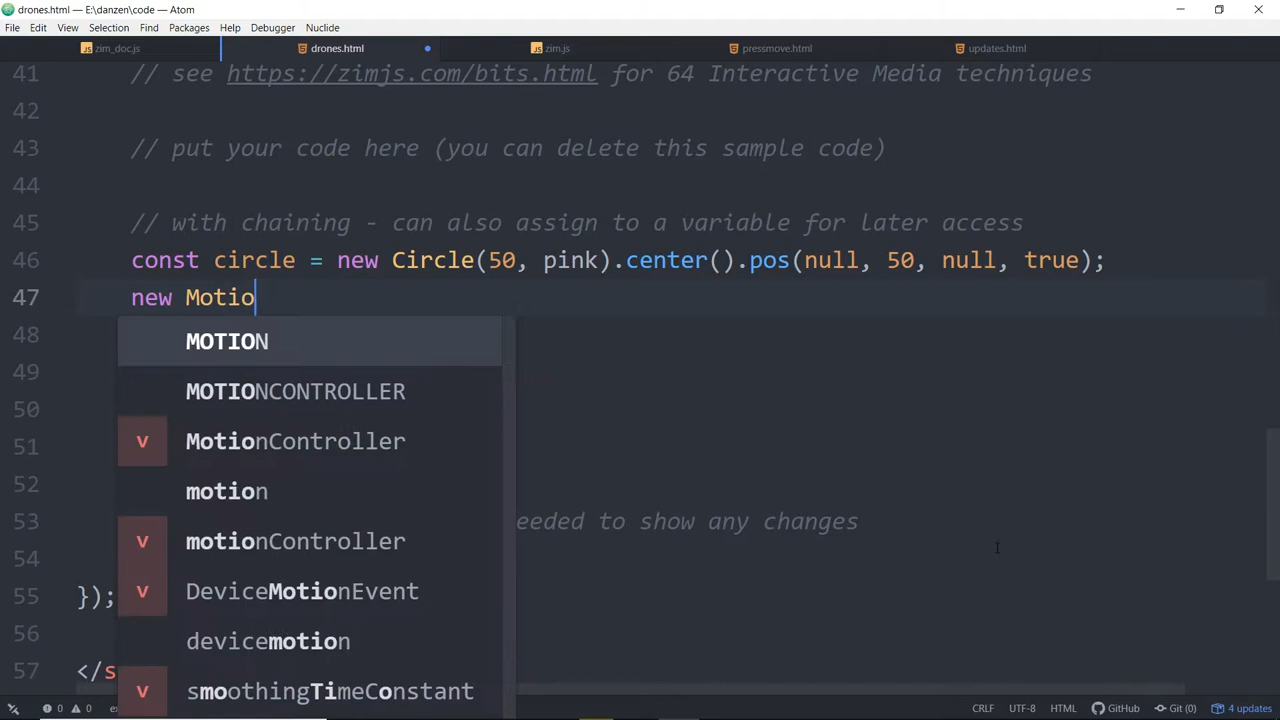 drones.html — E:\danzen\code — Atom
File Edit View Selection Find Packages Help Debugger Nuclide
zim_doc.js drones.html zim.js pressmove.html updates.html
41 // see https://zimjs.com/bits.html for 64 Interactive Media techniques
42
43 // put your code here (you can delete this sample code)
44
45 // with chaining - can also assign to a variable for later access
46 const circle = new Circle(50, pink).center().pos(null, 50, null, true);
47 new Motio
48 MOTION
49 MOTIONCONTROLLER
50
51 v MotionController
52 motion
53 eeded to show any changes
54 v motionController
55 }); v DeviceMotionEvent
56 devicemotion
57 </s
v smoothingTimeConstant
0 0 CRLF UTF-8 HTML GitHub Git (0) 4 updates